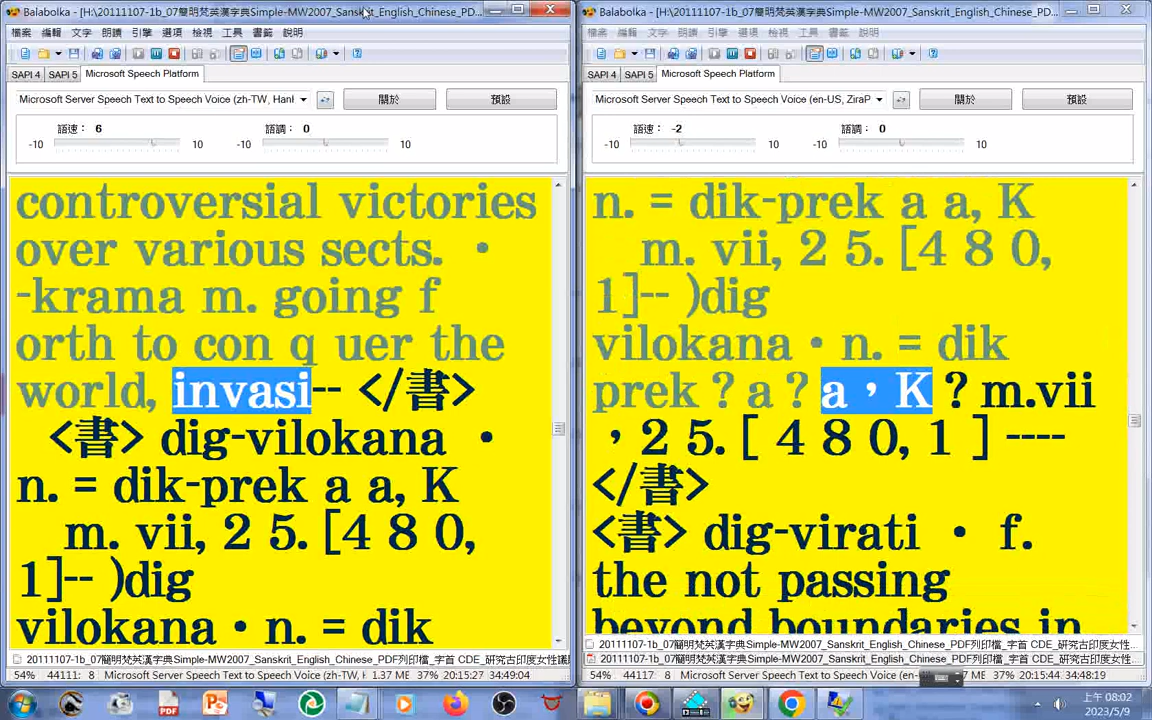 Balabolka - [H:\20111107-1b_07簡明梵英漢字典Simple-MW2007_Sanskrit_English_Chinese_PD...
檔案 編輯 文字 朗讀 引擎 選項 檢視 工具 書籤 說明
SAPI 4 SAPI 5 Microsoft Speech Platform
Microsoft Server Speech Text to Speech Voice (zh-TW, Hanl
關於 預設
語速： 6 語調： 0
-10 10 -10 10
controversial victories
over various sects. •
-krama m. going f
orth to con q uer the
world, invasi-- </書>
<書> dig-vilokana •
n. = dik-prek a a, K
m. vii, 2 5. [4 8 0,
1]-- )dig
vilokana • n. = dik
20111107-1b_07簡明梵英漢字典Simple-MW2007_Sanskrit_English_Chinese_PDF列印檔_字首 CDE_研究古印度女性議
54% 44111: 8 Microsoft Server Speech Text to Speech Voice (zh-TW, H 1.37 MB 37% 20:15:27 34:49:04
Balabolka - [H:\20111107-1b_07簡明梵英漢字典Simple-MW2007_Sanskrit_English_Chinese_PD...
檔案 編輯 文字 朗讀 引擎 選項 檢視 工具 書籤 說明
SAPI 4 SAPI 5 Microsoft Speech Platform
Microsoft Server Speech Text to Speech Voice (en-US, ZiraP
關於 預設
語速： -2 語調： 0
-10 10 -10 10
n. = dik-prek a a, K
m. vii, 2 5. [4 8 0,
1]-- )dig
vilokana • n. = dik
prek ? a ? a，K ? m.vii
，2 5. [ 4 8 0, 1 ] ----
</書>
<書> dig-virati • f.
the not passing
beyond boundaries in
20111107-1b_07簡明梵英漢字典Simple-MW2007_Sanskrit_English_Chinese_PDF列印檔_字首 CDE_研究古印度女性...
20111107-1b_07簡明梵英漢字典Simple-MW2007_Sanskrit_English_Chinese_PDF列印檔_字首 CDE_研究古印度女性...
54% 44117: 8 Microsoft Server Speech Text to Speech Voice (en-US 37% 20:15:44 34:48:19
上午 08:02
2023/5/9